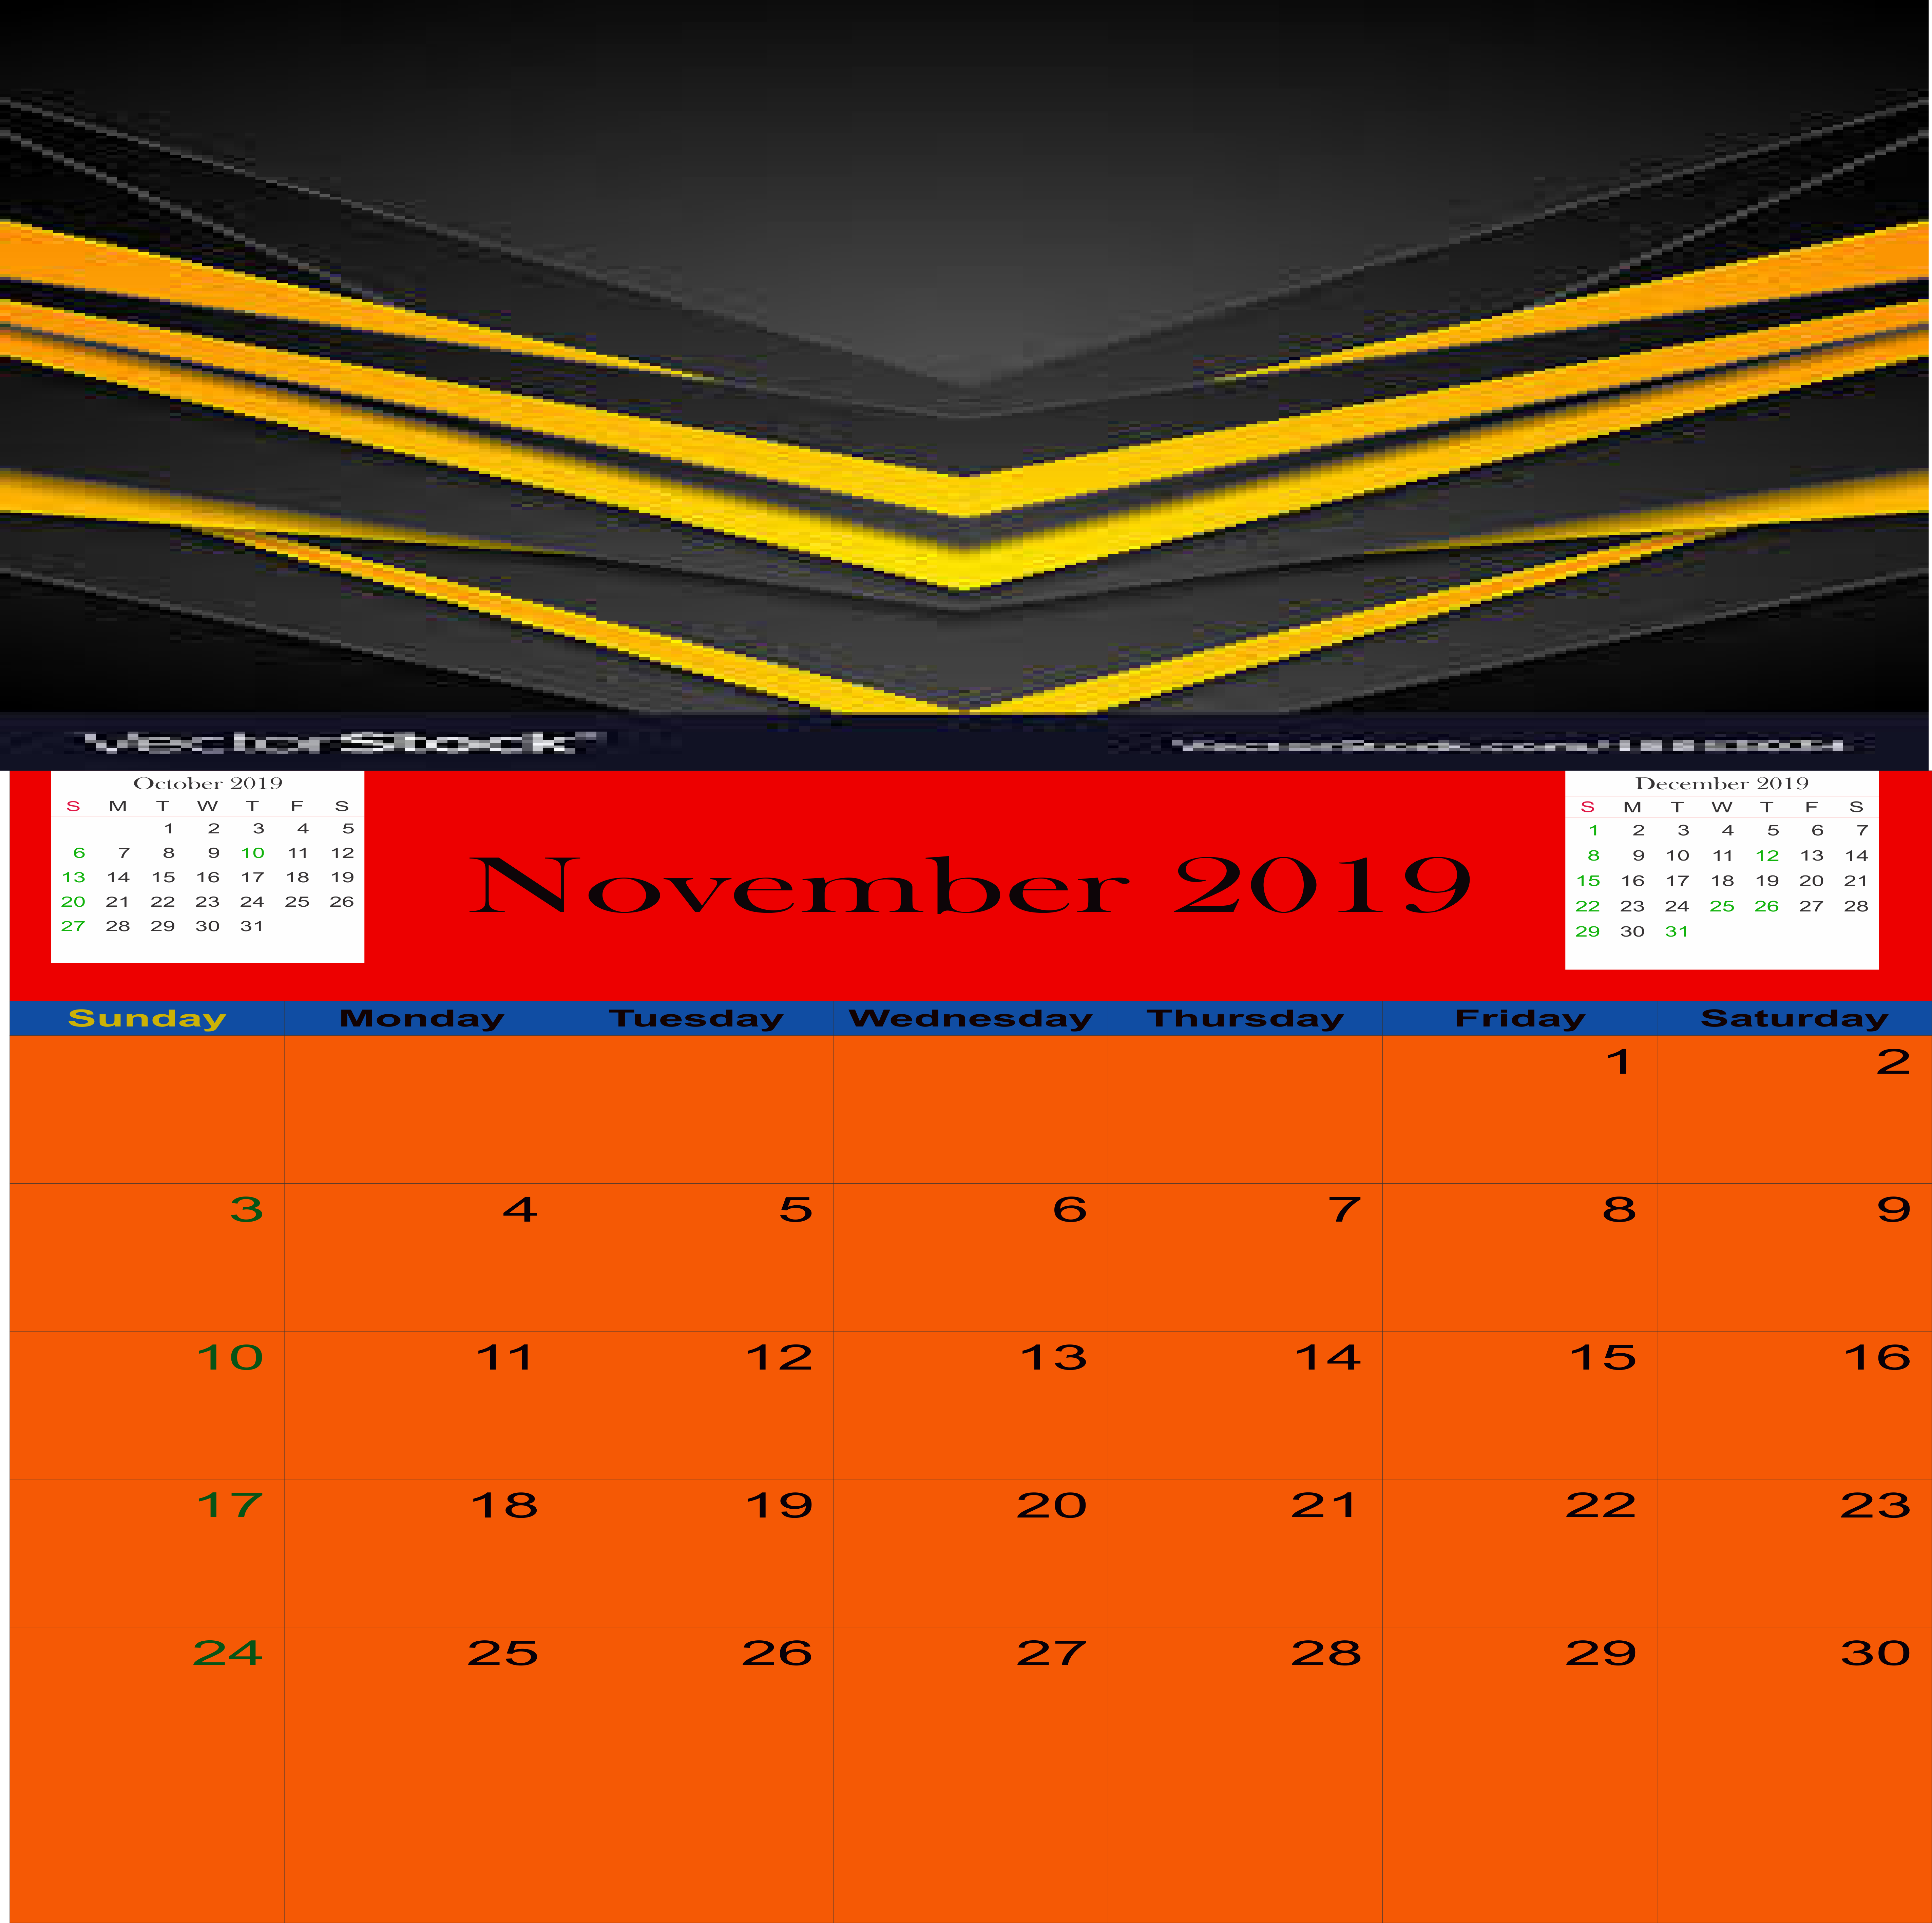 VectorStock
October 2019
S M T W T F S
1 2 3 4 5
6 7 8 9 10 11 12
13 14 15 16 17 18 19
20 21 22 23 24 25 26
27 28 29 30 31
November 2019
December 2019
S M T W T F S
1 2 3 4 5 6 7
8 9 10 11 12 13 14
15 16 17 18 19 20 21
22 23 24 25 26 27 28
29 30 31
Sunday Monday Tuesday Wednesday Thursday Friday Saturday
1 2
3 4 5 6 7 8 9
10 11 12 13 14 15 16
17 18 19 20 21 22 23
24 25 26 27 28 29 30